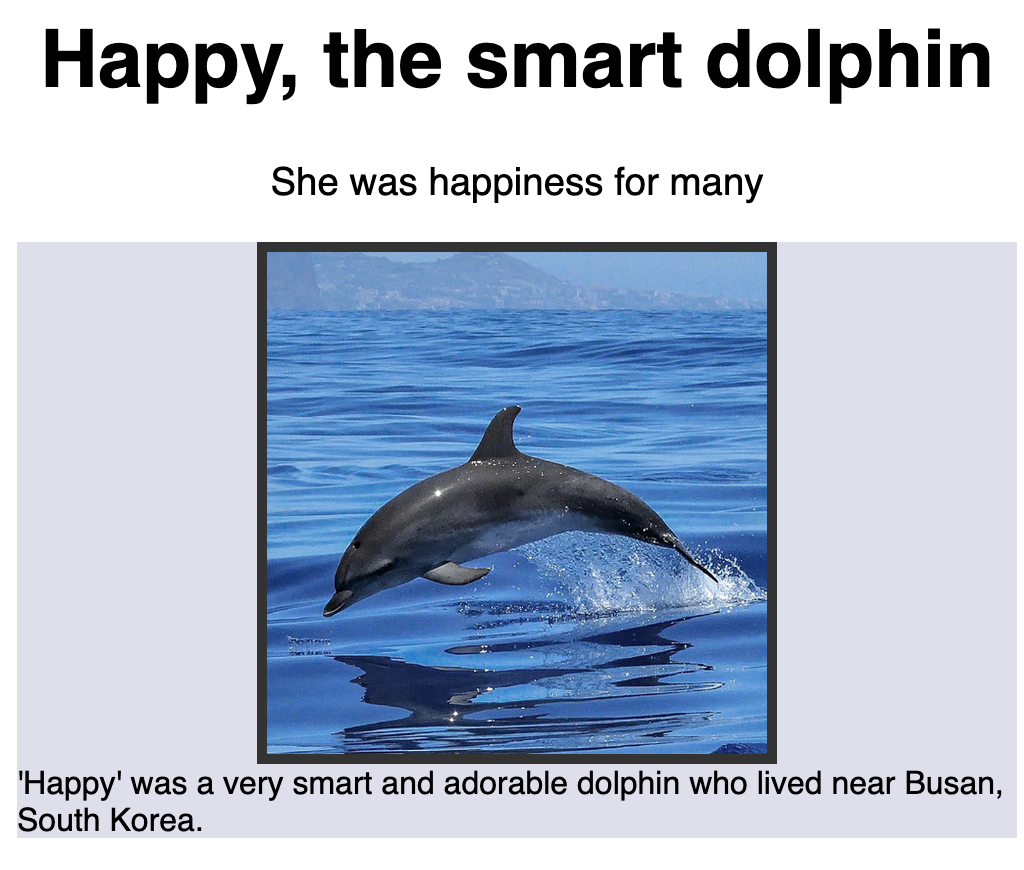 Happy, the smart dolphin
She was happiness for many
'Happy' was a very smart and adorable dolphin who lived near Busan,
South Korea.